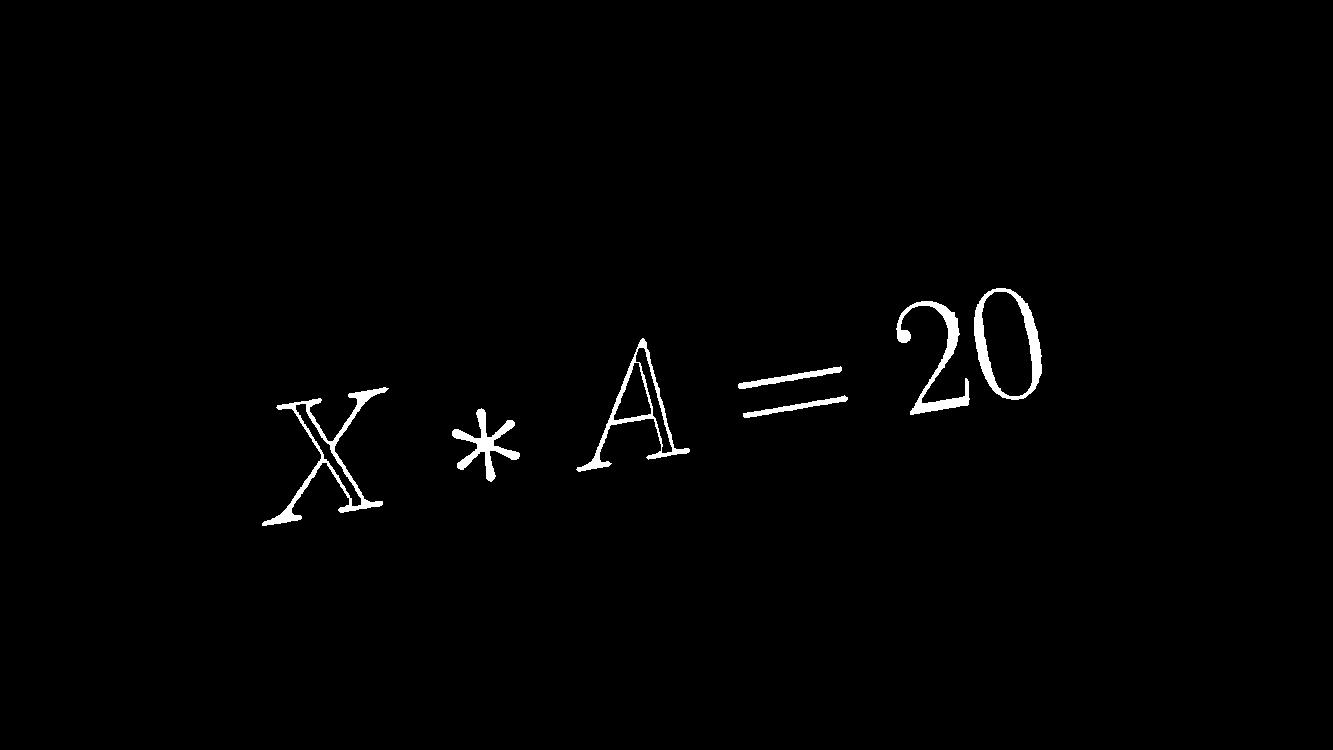 𝕏 * 𝔸 = 20